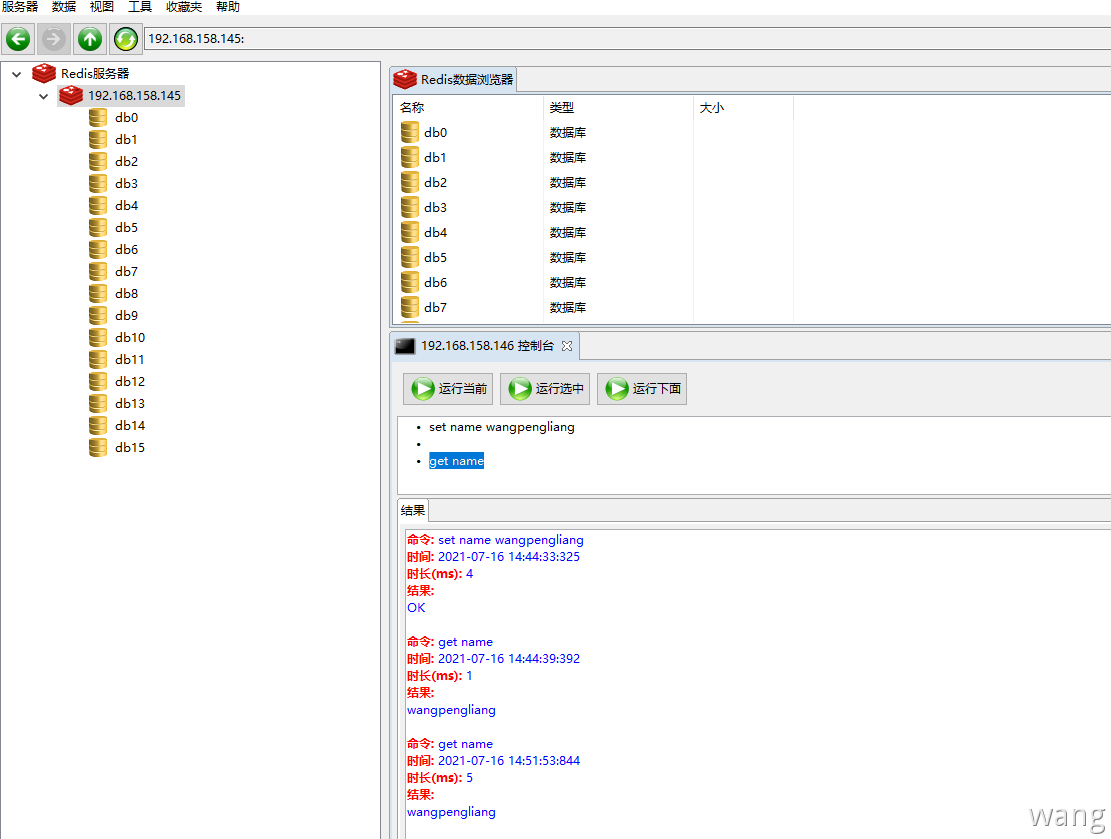 服务器 数据 视图 工具 收藏夹 帮助
192.168.158.145:
Redis服务器
192.168.158.145
db0
db1
db2
db3
db4
db5
db6
db7
db8
db9
db10
db11
db12
db13
db14
db15
Redis数据浏览器
名称 类型 大小
db0 数据库
db1 数据库
db2 数据库
db3 数据库
db4 数据库
db5 数据库
db6 数据库
db7 数据库
192.168.158.146 控制台
运行当前 运行选中 运行下面
set name wangpengliang
get name
结果
命令: set name wangpengliang
时间: 2021-07-16 14:44:33:325
时长(ms): 4
结果:
OK
命令: get name
时间: 2021-07-16 14:44:39:392
时长(ms): 1
结果:
wangpengliang
命令: get name
时间: 2021-07-16 14:51:53:844
时长(ms): 5
结果:
wangpengliang
wang